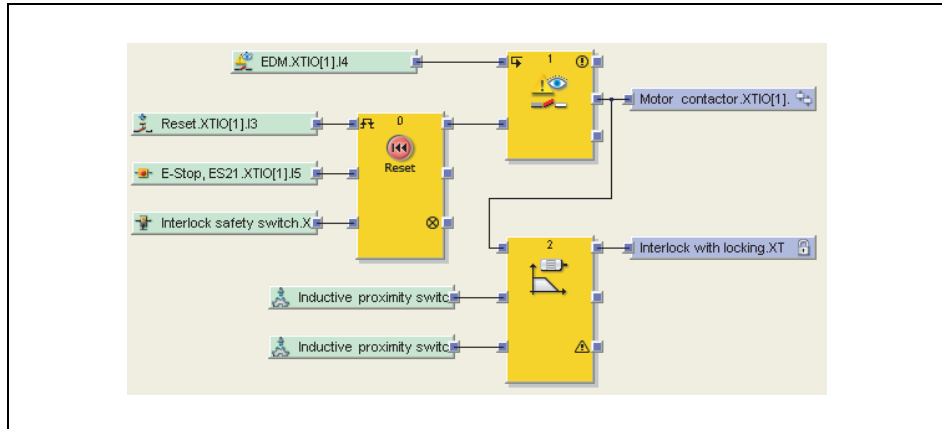 EDM.XTIO[1].I4
1
Motor contactor.XTIO[1].
Reset.XTIO[1].I3
0
Reset
E-Stop, ES21.XTIO[1].I5
Interlock safety switch.X
2
Interlock with locking.XT
Inductive proximity switc
Inductive proximity switc